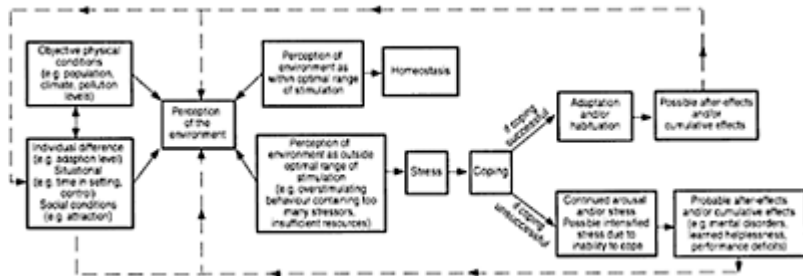 Objective physical
conditions
(e.g. population,
climate, pollution
levels)
Individual difference
(e.g. adaption level)
Situational
(e.g. time in setting,
control)
Social conditions
(e.g. attraction)
Perception
of the
environment
Perception of
environment as
within optimal range
of stimulation
Homeostasis
Perception of
environment as outside
optimal range of
stimulation
(e.g. overstimulating
behaviour containing too
many stressors,
insufficient resources)
Stress
Coping
If coping
successful
Adaptation
and/or
habituation
Possible after-effects
and/or
cumulative effects
If coping
unsuccessful
Continued arousal
and/or stress
Possible intensified
stress due to
inability to cope
Probable after-effects
and/or cumulative effects
(e.g. mental disorders,
learned helplessness,
performance deficits)